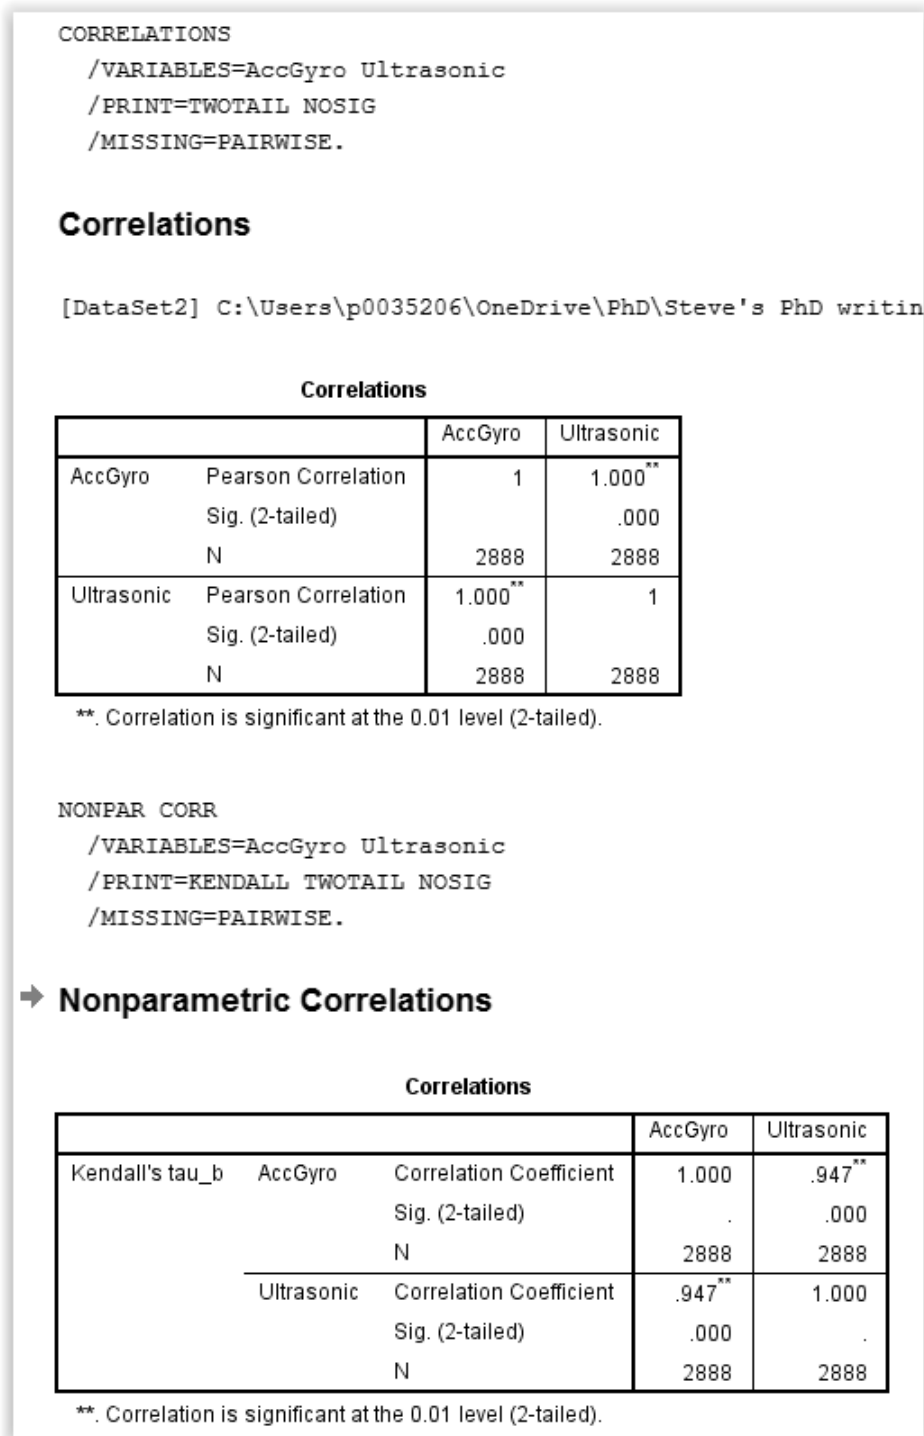 CORRELATIONS
/VARIABLES=AccGyro Ultrasonic
/PRINT=TWOTAIL NOSIG
/MISSING=PAIRWISE.
Correlations
[DataSet2] C:\Users\p0035206\OneDrive\PhD\Steve's PhD writin
Correlations
AccGyro Ultrasonic
AccGyro Pearson Correlation 1 1.000**
Sig. (2-tailed) .000
N 2888 2888
Ultrasonic Pearson Correlation 1.000** 1
Sig. (2-tailed) .000
N 2888 2888
**. Correlation is significant at the 0.01 level (2-tailed).
NONPAR CORR
/VARIABLES=AccGyro Ultrasonic
/PRINT=KENDALL TWOTAIL NOSIG
/MISSING=PAIRWISE.
Nonparametric Correlations
Correlations
AccGyro Ultrasonic
Kendall's tau_b AccGyro Correlation Coefficient 1.000 .947**
Sig. (2-tailed) . .000
N 2888 2888
Ultrasonic Correlation Coefficient .947** 1.000
Sig. (2-tailed) .000 .
N 2888 2888
**. Correlation is significant at the 0.01 level (2-tailed).